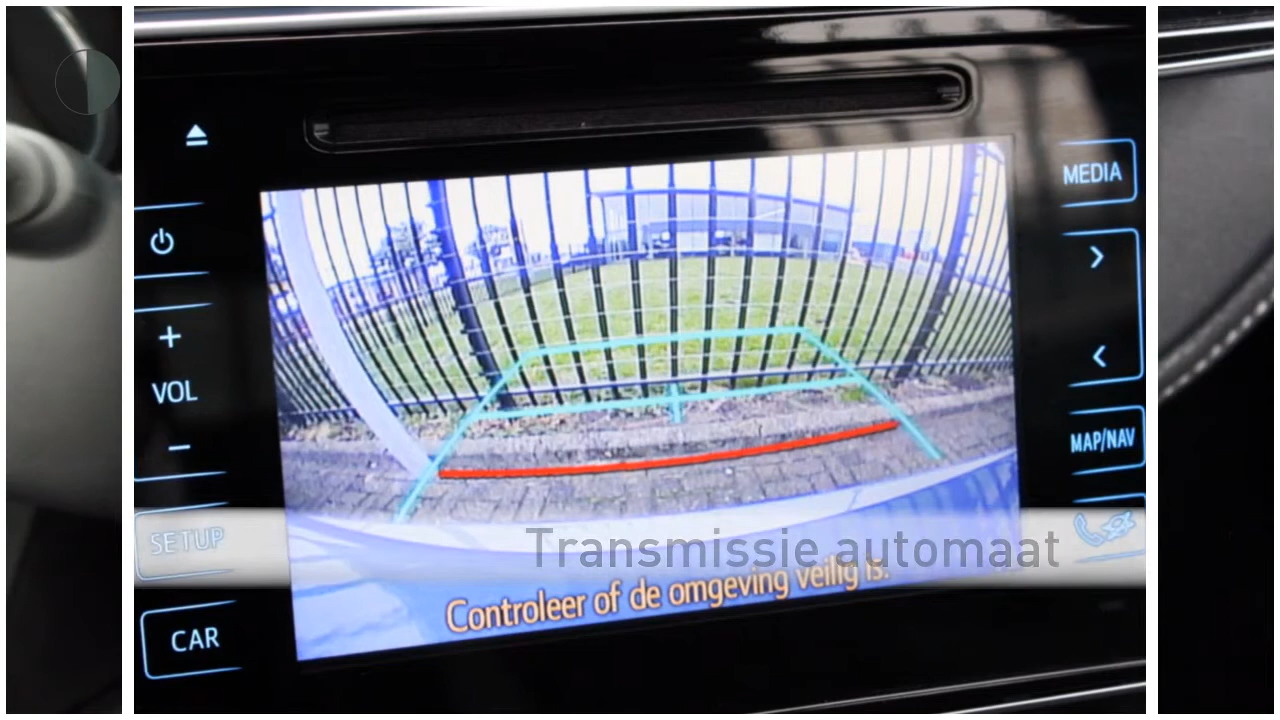 MEDIA
+
VOL
-
MAP/NAV
SETUP
Transmissie automaat
Controleer of de omgeving veilig is.
CAR